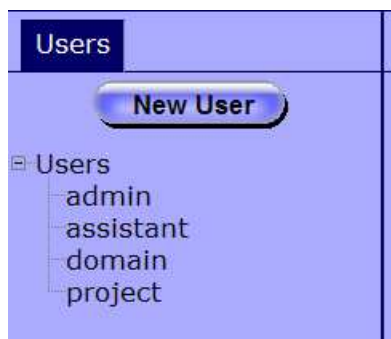 Users
New User
Users
admin
assistant
domain
project